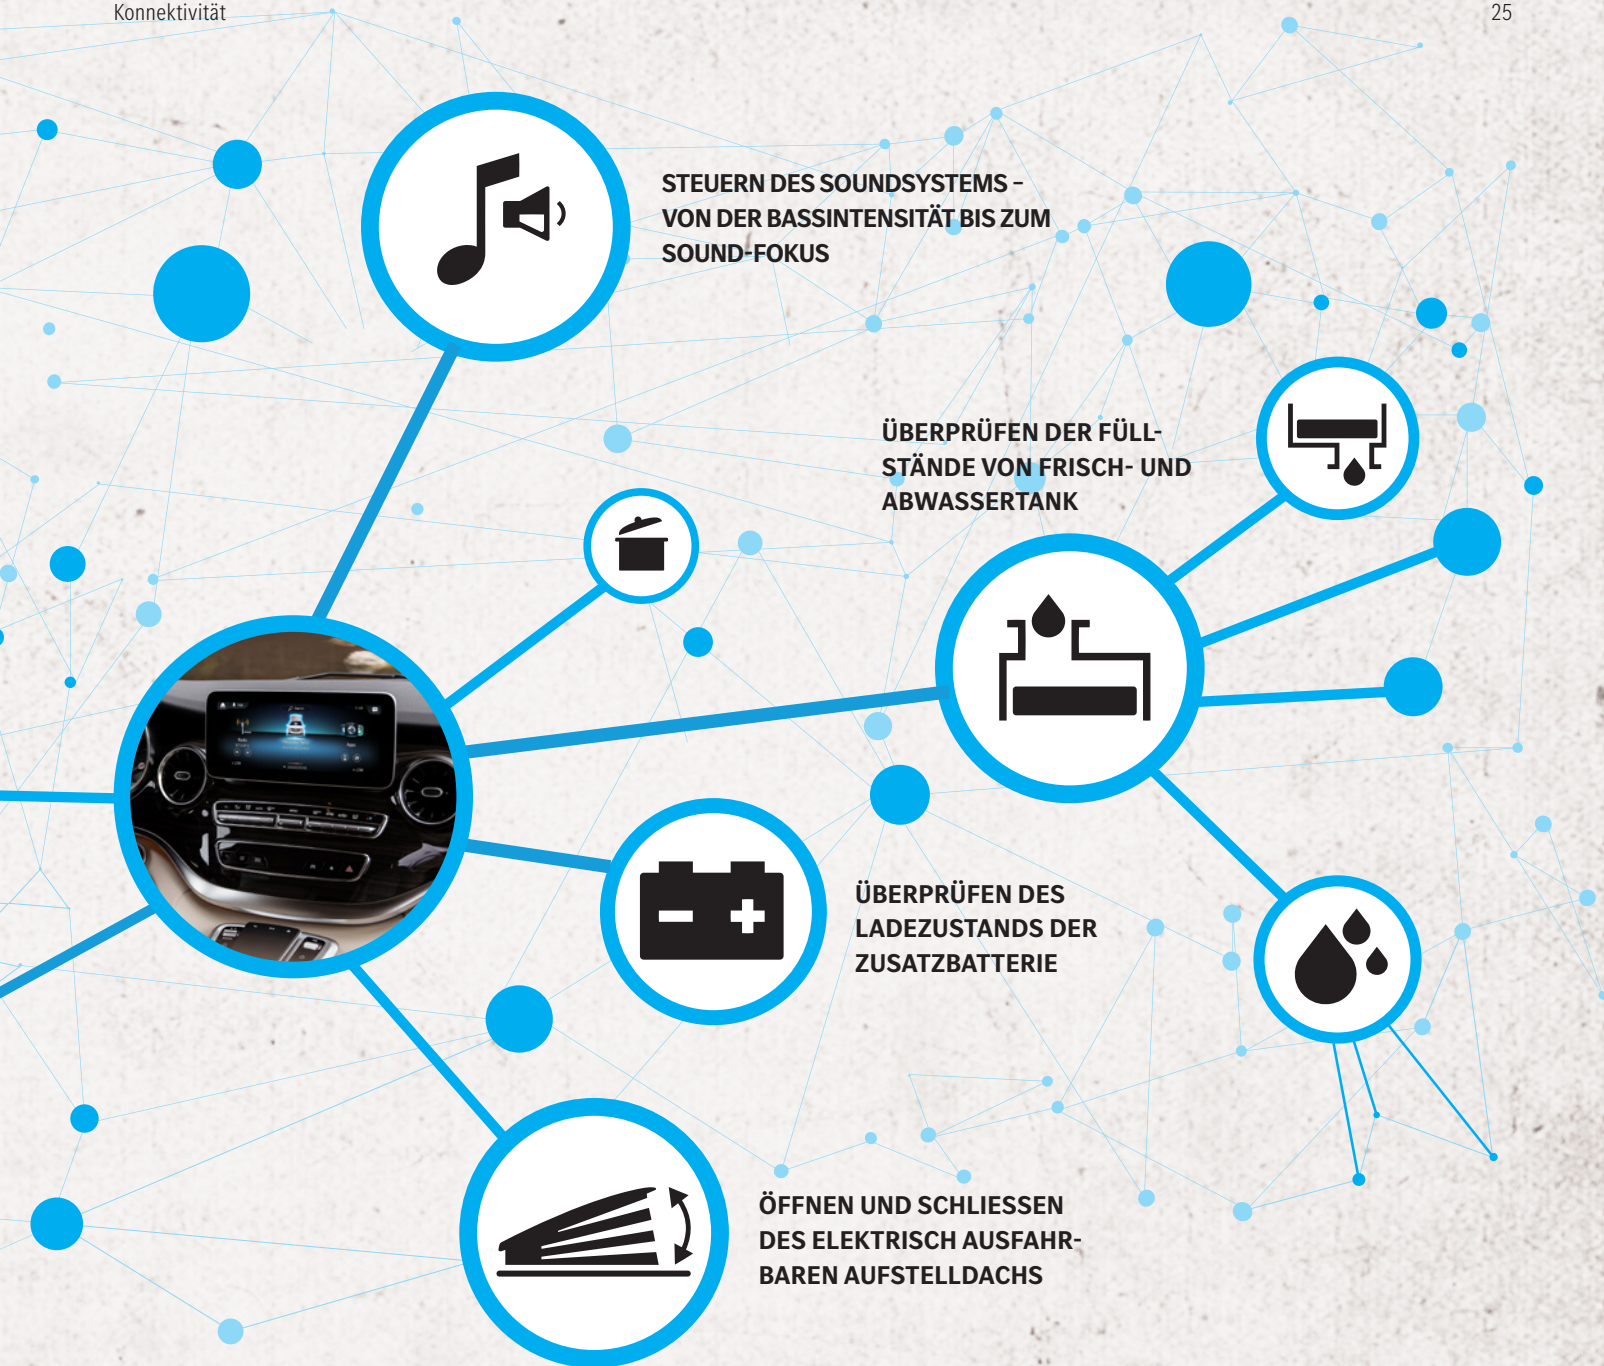 Konnektivität
25
STEUERN DES SOUNDSYSTEMS –
VON DER BASSINTENSITÄT BIS ZUM
SOUND-FOKUS
ÜBERPRÜFEN DER FÜLL-
STÄNDE VON FRISCH- UND
ABWASSERTANK
ÜBERPRÜFEN DES
LADEZUSTANDS DER
ZUSATZBATTERIE
ÖFFNEN UND SCHLIESSEN
DES ELEKTRISCH AUSFAHR-
BAREN AUFSTELLDACHS